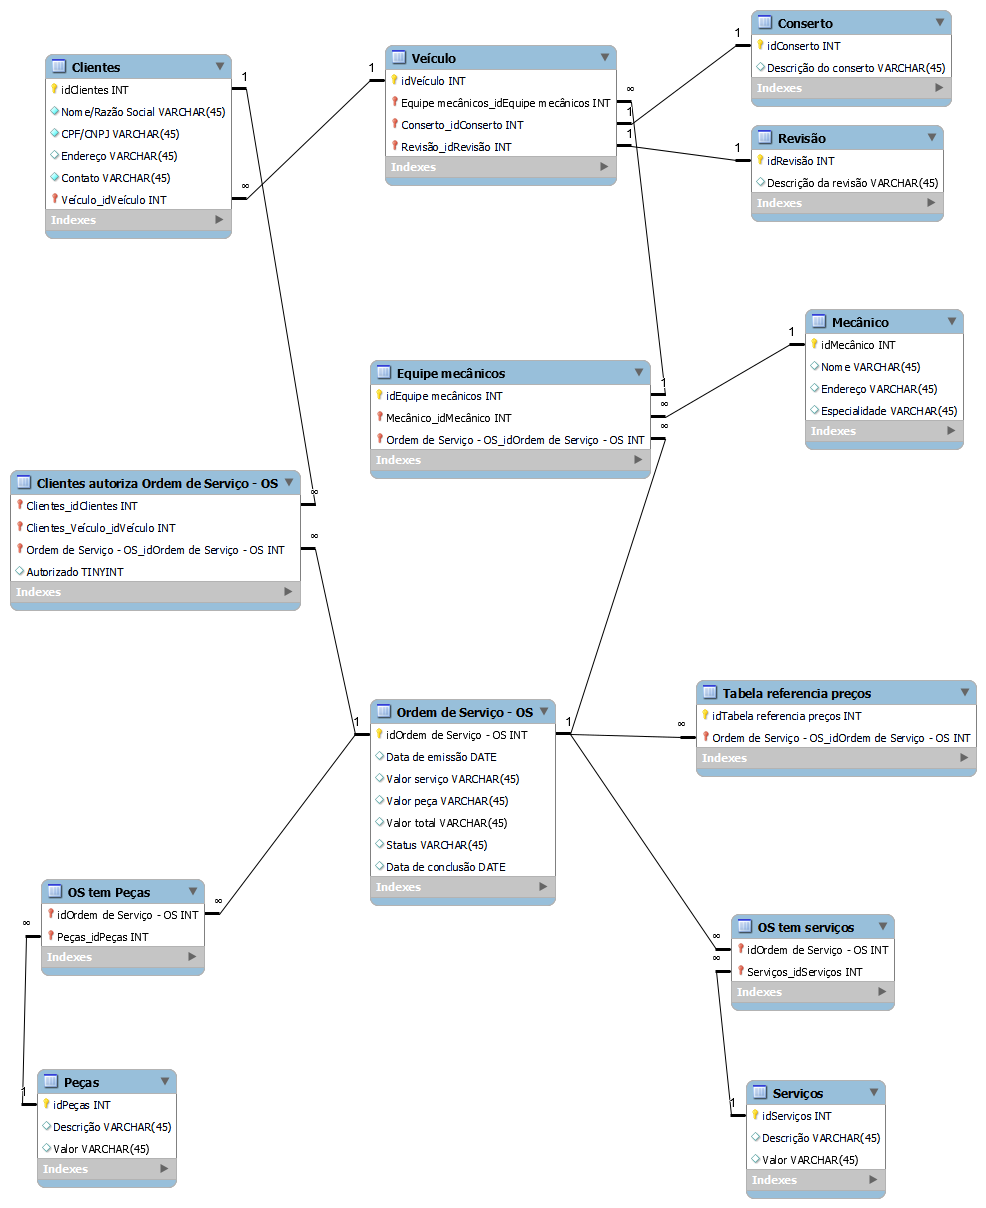 Clientes
idClientes INT
Nome/Razão Social VARCHAR(45)
CPF/CNPJ VARCHAR(45)
Endereço VARCHAR(45)
Contato VARCHAR(45)
Veículo_idVeículo INT
Indexes
1
∞
1
Veículo
idVeículo INT
Equipe mecânicos_idEquipe mecânicos INT
Conserto_idConserto INT
Revisão_idRevisão INT
Indexes
∞
1
1
1
Conserto
idConserto INT
Descrição do conserto VARCHAR(45)
Indexes
1
Revisão
idRevisão INT
Descrição da revisão VARCHAR(45)
Indexes
1
Mecânico
idMecânico INT
Nome VARCHAR(45)
Endereço VARCHAR(45)
Especialidade VARCHAR(45)
Indexes
Equipe mecânicos
idEquipe mecânicos INT
Mecânico_idMecânico INT
Ordem de Serviço - OS_idOrdem de Serviço - OS INT
Indexes
1
∞
∞
Clientes autoriza Ordem de Serviço - OS
Clientes_idClientes INT
Clientes_Veículo_idVeículo INT
Ordem de Serviço - OS_idOrdem de Serviço - OS INT
Autorizado TINYINT
Indexes
∞
∞
1
Ordem de Serviço - OS
idOrdem de Serviço - OS INT
Data de emissão DATE
Valor serviço VARCHAR(45)
Valor peça VARCHAR(45)
Valor total VARCHAR(45)
Status VARCHAR(45)
Data de conclusão DATE
Indexes
1
∞
Tabela referencia preços
idTabela referencia preços INT
Ordem de Serviço - OS_idOrdem de Serviço - OS INT
Indexes
OS tem Peças
idOrdem de Serviço - OS INT
Peças_idPeças INT
Indexes
∞
∞
∞
∞
OS tem serviços
idOrdem de Serviço - OS INT
Serviços_idServiços INT
Indexes
1
Peças
idPeças INT
Descrição VARCHAR(45)
Valor VARCHAR(45)
Indexes
1
Serviços
idServiços INT
Descrição VARCHAR(45)
Valor VARCHAR(45)
Indexes